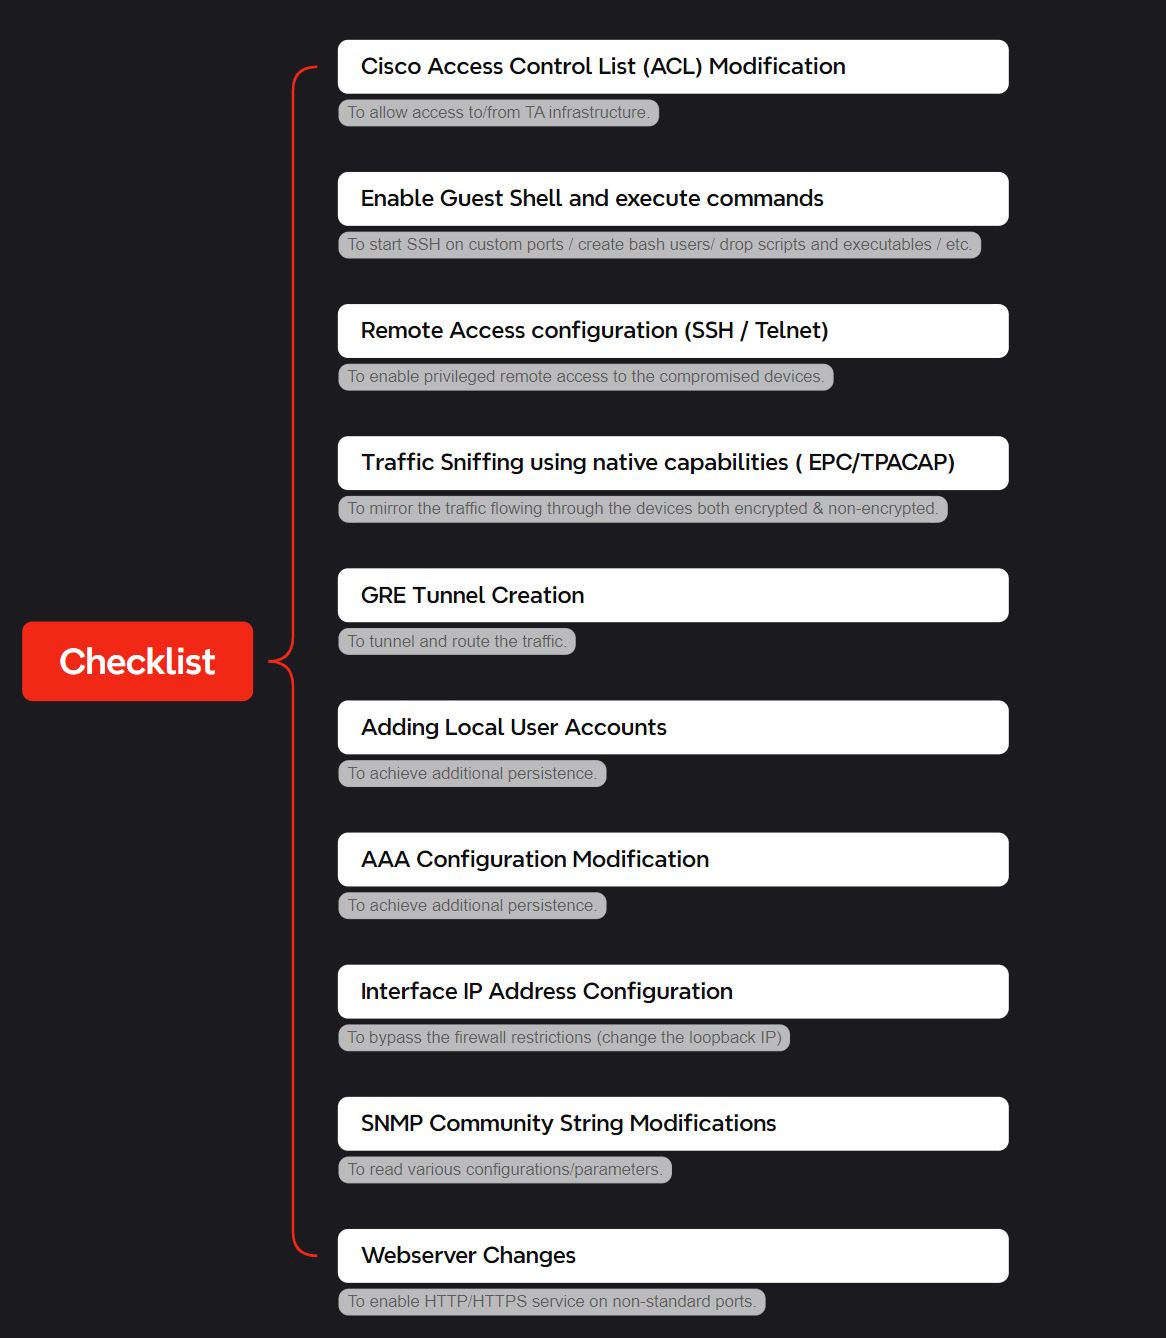 Cisco Access Control List (ACL) Modification
To allow access to/from TA infrastructure.
Enable Guest Shell and execute commands
To start SSH on custom ports / create bash users/ drop scripts and executables / etc.
Remote Access configuration (SSH / Telnet)
To enable privileged remote access to the compromised devices.
Traffic Sniffing using native capabilities ( EPC/TPACAP)
To mirror the traffic flowing through the devices both encrypted & non-encrypted.
GRE Tunnel Creation
To tunnel and route the traffic.
Checklist
Adding Local User Accounts
To achieve additional persistence.
AAA Configuration Modification
To achieve additional persistence.
Interface IP Address Configuration
To bypass the firewall restrictions (change the loopback IP)
SNMP Community String Modifications
To read various configurations/parameters.
Webserver Changes
To enable HTTP/HTTPS service on non-standard ports.